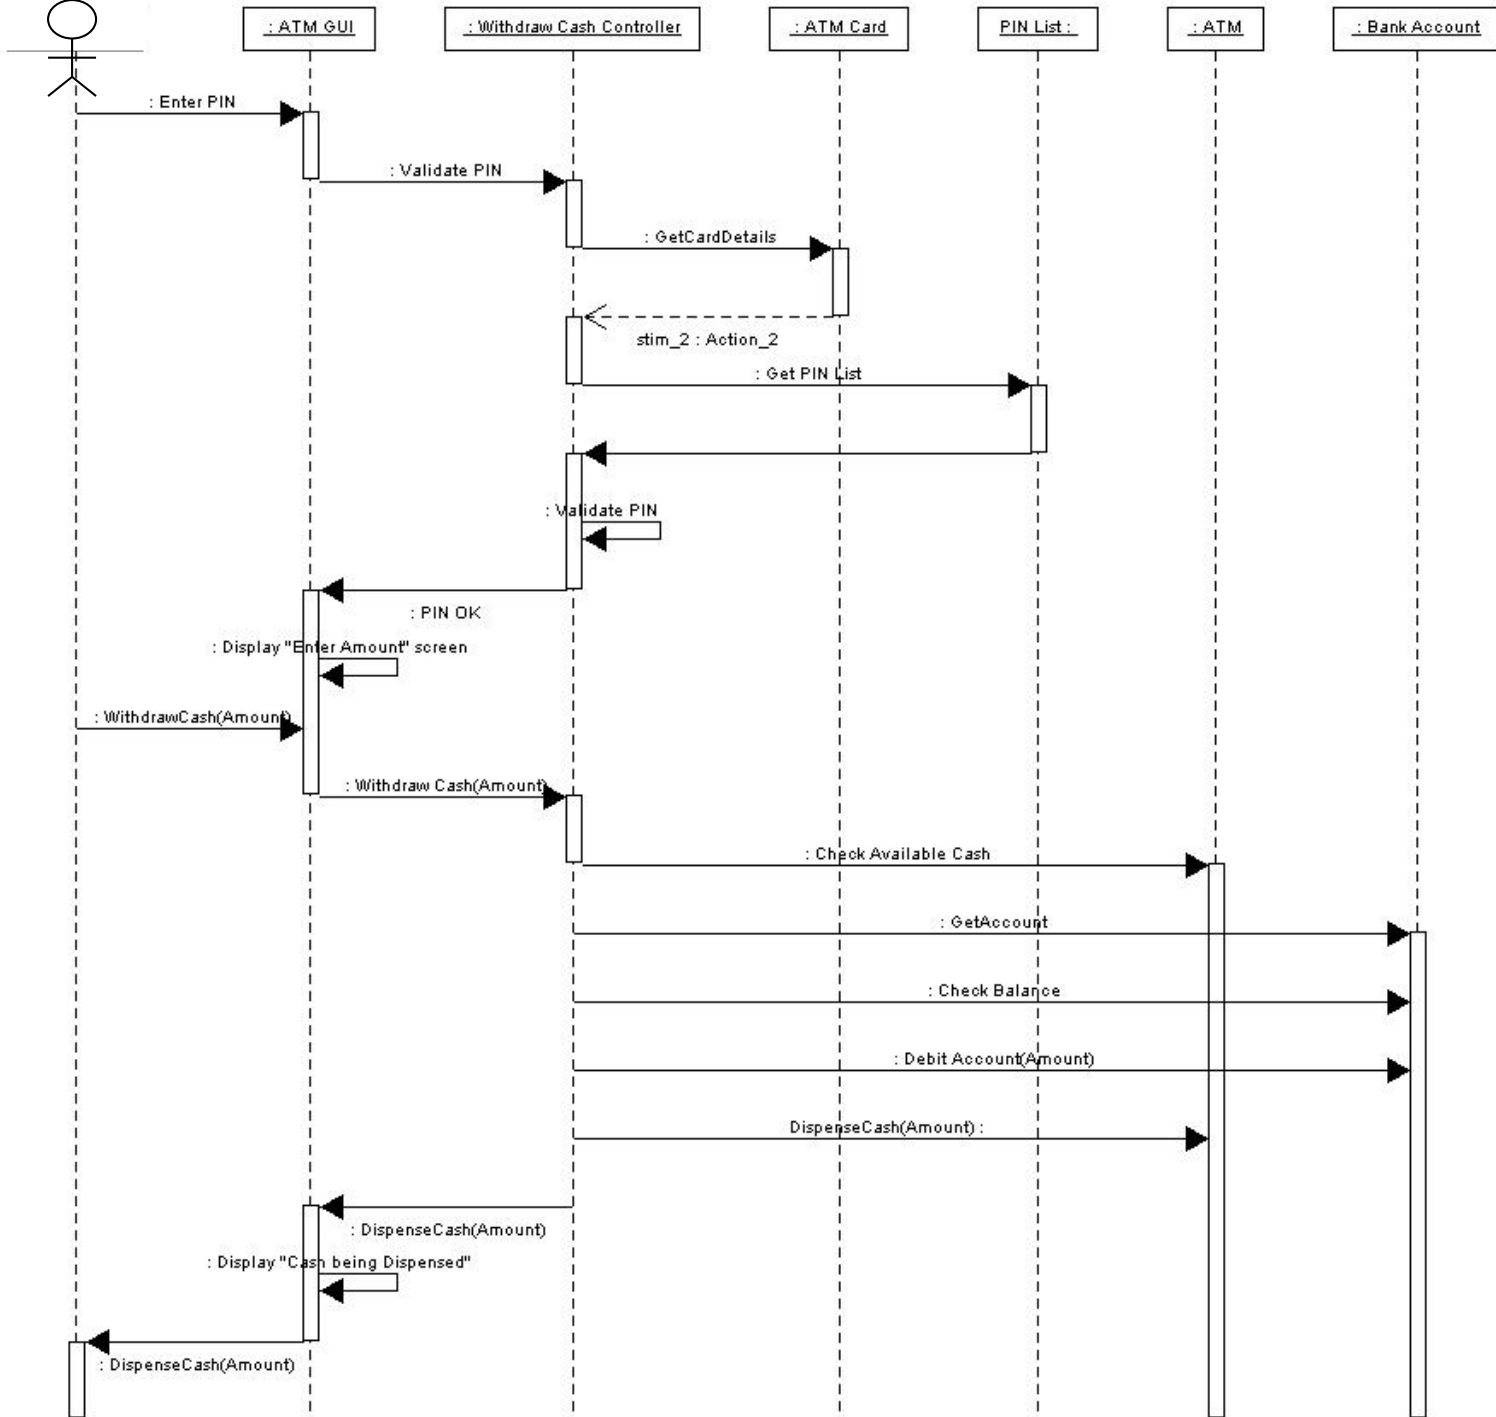 : ATM GUI
: Withdraw Cash Controller
: ATM Card
PIN List :
: ATM
: Bank Account
: Enter PIN
: Validate PIN
: GetCardDetails
stim_2 : Action_2
: Get PIN List
: Validate PIN
: PIN OK
: Display "Enter Amount" screen
: WithdrawCash(Amount)
: Withdraw Cash(Amount)
: Check Available Cash
: GetAccount
: Check Balance
: Debit Account(Amount)
DispenseCash(Amount) :
: DispenseCash(Amount)
: Display "Cash being Dispensed"
: DispenseCash(Amount)